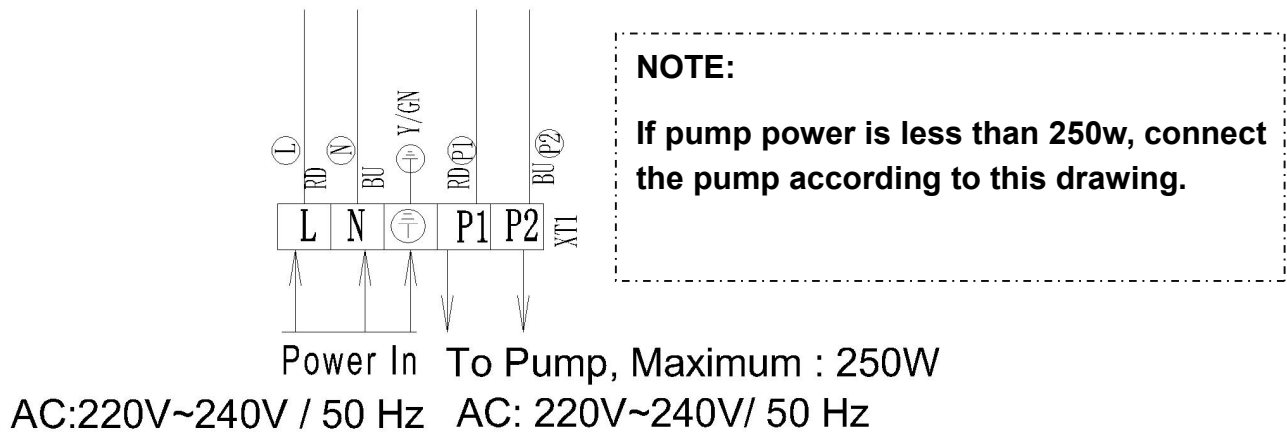 L N Y/GN P1 P2
RD BU RD BU
L N P1 P2 XT1
NOTE:
If pump power is less than 250w, connect
the pump according to this drawing.
Power In To Pump, Maximum : 250W
AC:220V~240V / 50 Hz AC: 220V~240V/ 50 Hz